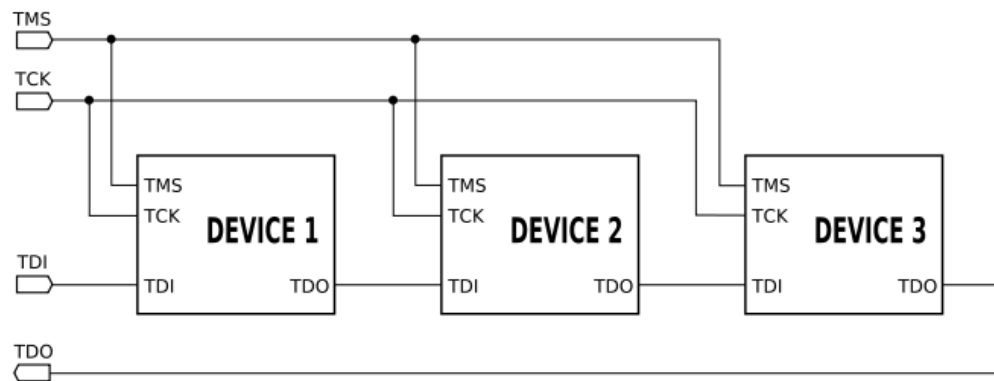 TMS
TCK
TMS
TCK
DEVICE 1
TDI
TDO
TMS
TCK
DEVICE 2
TDI
TDO
TMS
TCK
DEVICE 3
TDI
TDO
TDI
TDO